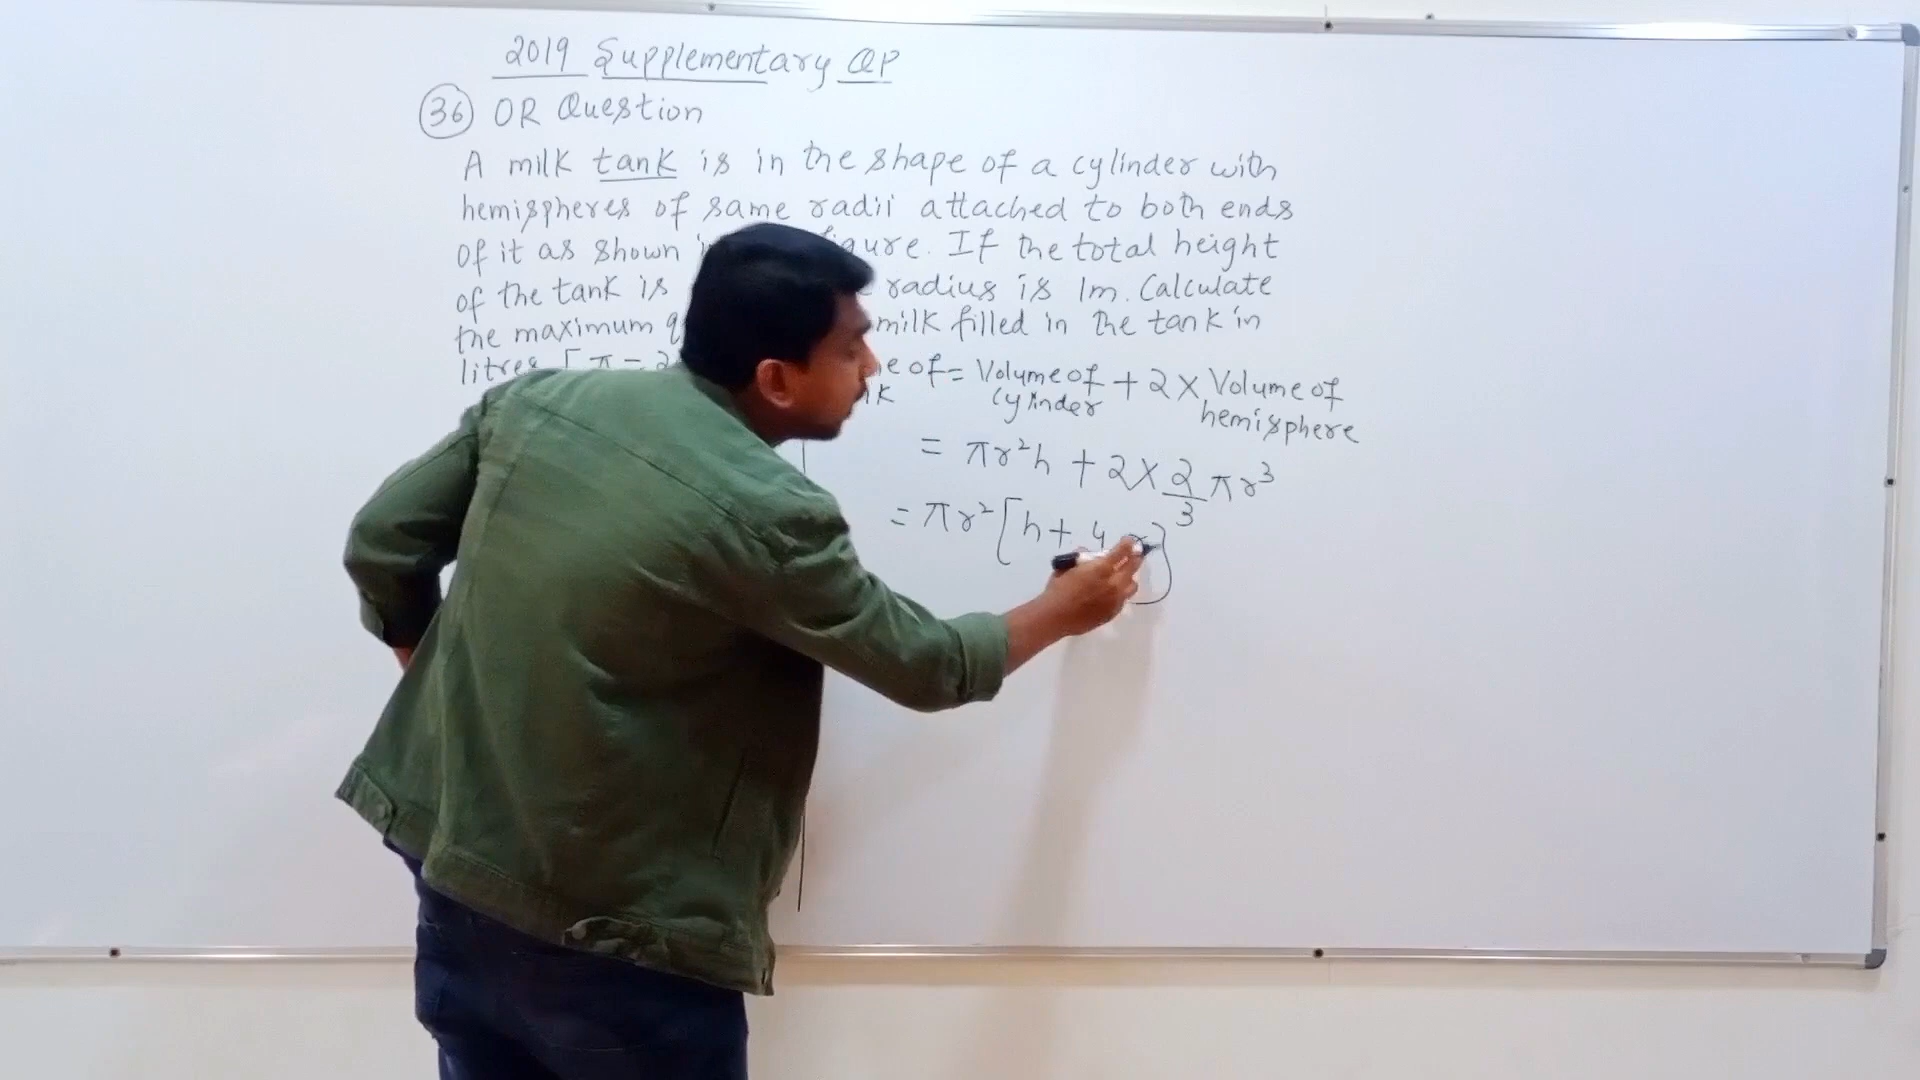 2019 Supplementary QP
36 OR Question
A milk tank is in the shape of a cylinder with
hemispheres of same radii attached to both ends
of it as shown figure. If the total height
of the tank is radius is 1m. Calculate
the maximum milk filled in the tank in
litres [π =
of = Volume of cylinder + 2 × Volume of hemisphere
= πr²h + 2 × 2/3 πr³
= πr² [h + 4 r]